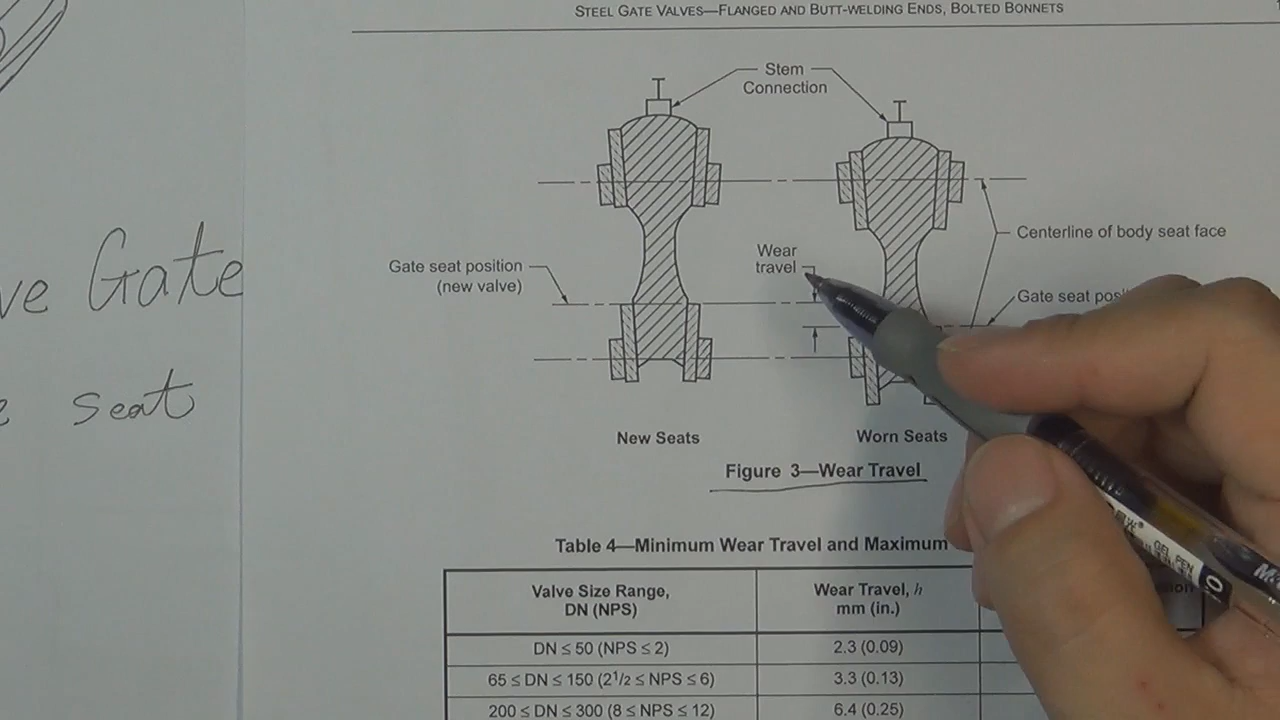 STEEL GATE VALVES—FLANGED AND BUTT-WELDING ENDS, BOLTED BONNETS
Stem
Connection
Wear
travel
Centerline of body seat face
Gate seat position
(new valve)
Gate seat
New Seats
Worn Seats
Figure 3—Wear Travel
Table 4—Minimum Wear Travel and Maximum
Valve Size Range,
DN (NPS)
Wear Travel, h
mm (in.)
DN ≤ 50 (NPS ≤ 2)
2.3 (0.09)
65 ≤ DN ≤ 150 (2 1/2 ≤ NPS ≤ 6)
3.3 (0.13)
200 ≤ DN ≤ 300 (8 ≤ NPS ≤ 12)
6.4 (0.25)
Gate
seat
GEL PEN